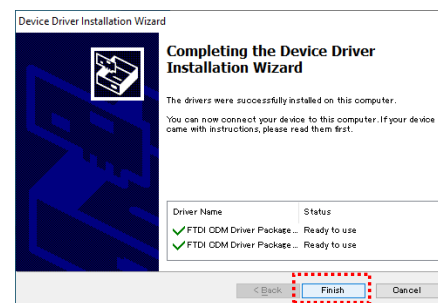 Device Driver Installation Wizard
Completing the Device Driver
Installation Wizard
The drivers were successfully installed on this computer.
You can now connect your device to this computer. If your device
came with instructions, please read them first.
Driver Name Status
FTDI CDM Driver Package... Ready to use
FTDI CDM Driver Package... Ready to use
< Back Finish Cancel